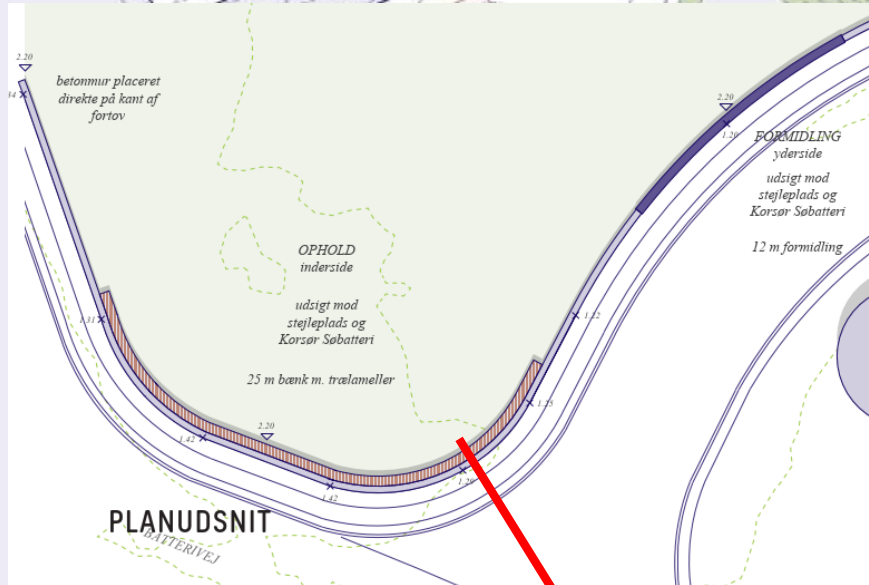 2.20
betonmur placeret
direkte på kant af
fortov
2.20
1.20
FORMIDLING
yderside
udsigt mod
stejleplads og
Korsør Søbatteri
12 m formidling
OPHOLD
inderside
udsigt mod
stejleplads og
Korsør Søbatteri
25 m bænk m. trælameller
1.31
1.22
1.25
2.20
1.42
1.42
1.29
PLANUDSNIT
BATTERIVEJ